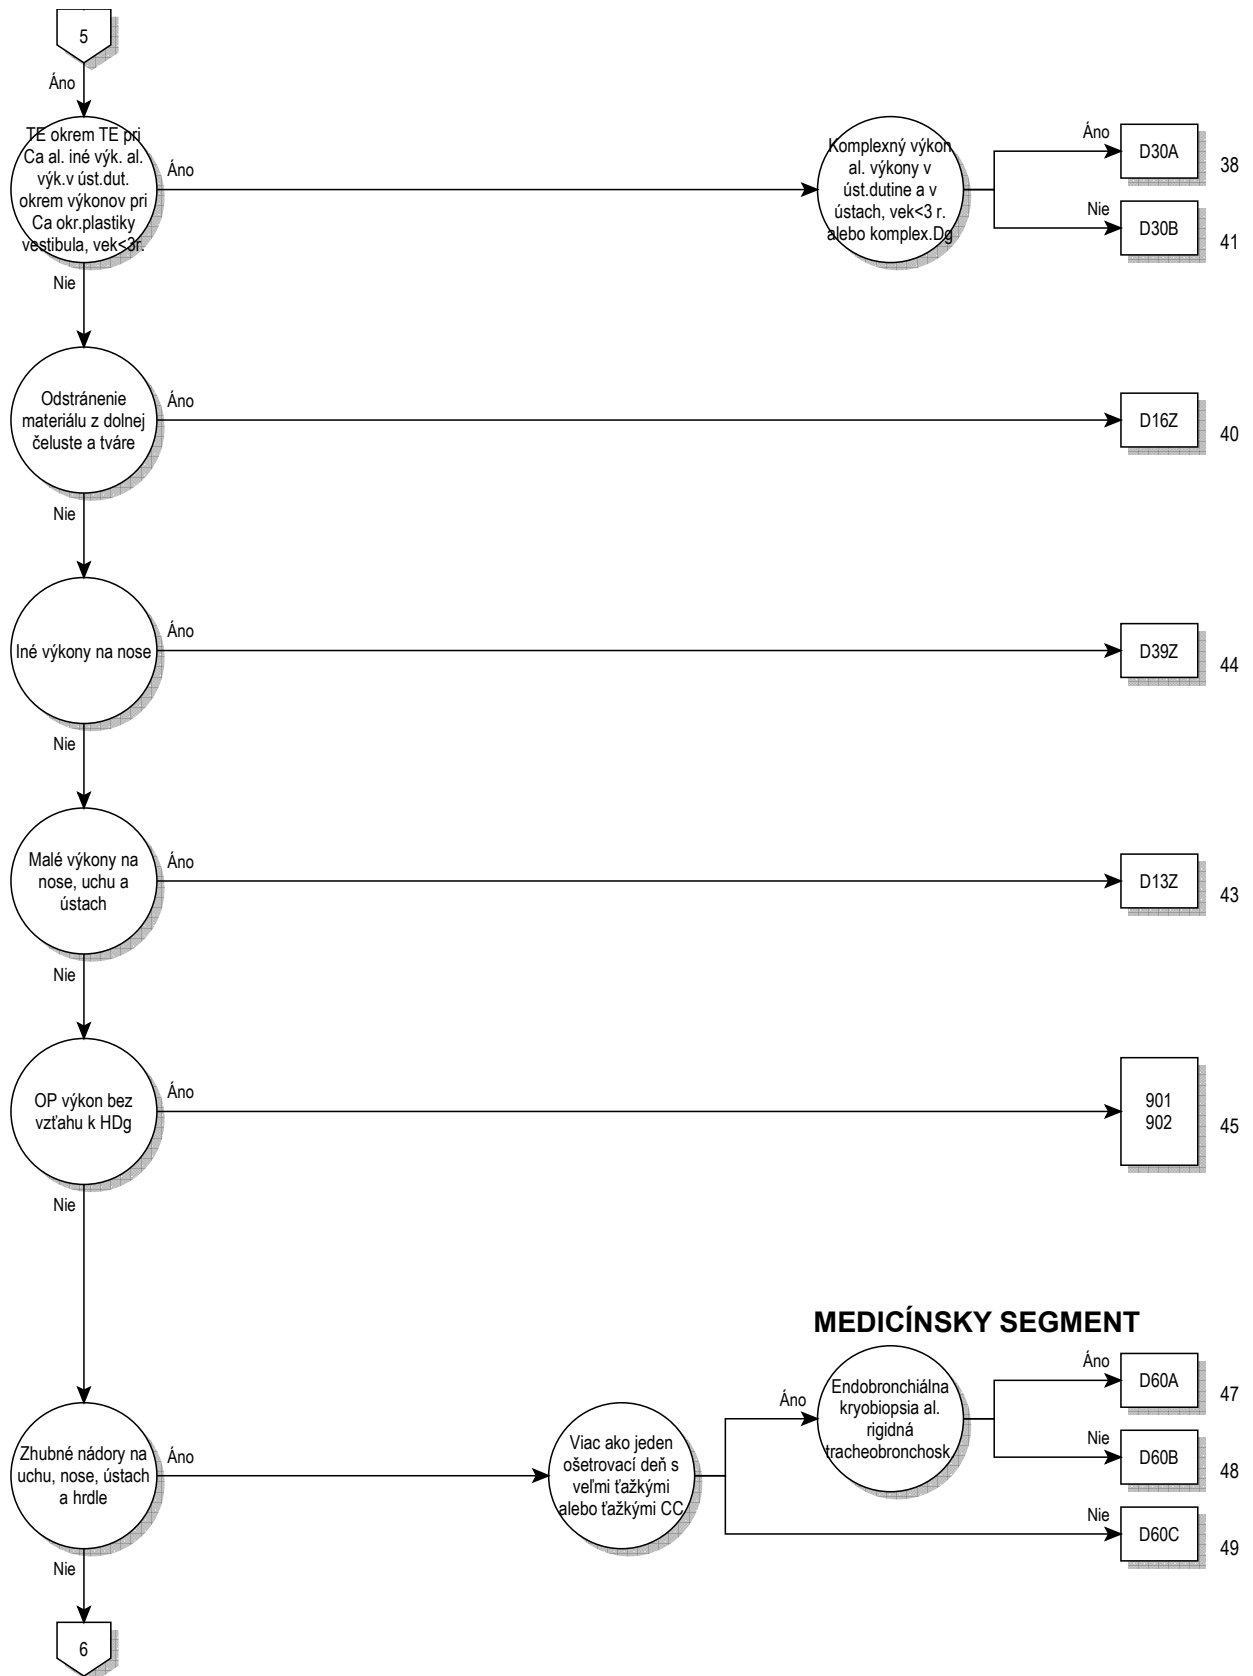 5
Áno
TE okrem TE pri
Ca al. iné výk. al.
výk.v úst.dut.
okrem výkonov pri
Ca okr.plastiky
vestibula, vek<3r.
Áno
Komplexný výkon
al. výkony v
úst.dutine a v
ústach, vek<3 r.
alebo komplex.Dg
Áno
D30A
38
Nie
D30B
41
Nie
Odstránenie
materiálu z dolnej
čeluste a tváre
Áno
D16Z
40
Nie
Iné výkony na nose
Áno
D39Z
44
Nie
Malé výkony na
nose, uchu a
ústach
Áno
D13Z
43
Nie
OP výkon bez
vzťahu k HDg
Áno
901
902
45
Nie
MEDICÍNSKY SEGMENT
Zhubné nádory na
uchu, nose, ústach
a hrdle
Áno
Viac ako jeden
ošetrovací deň s
veľmi ťažkými
alebo ťažkými CC
Áno
Endobronchiálna
kryobiopsia al.
rigidná
tracheobronchosk.
Áno
D60A
47
Nie
D60B
48
Nie
D60C
49
Nie
6